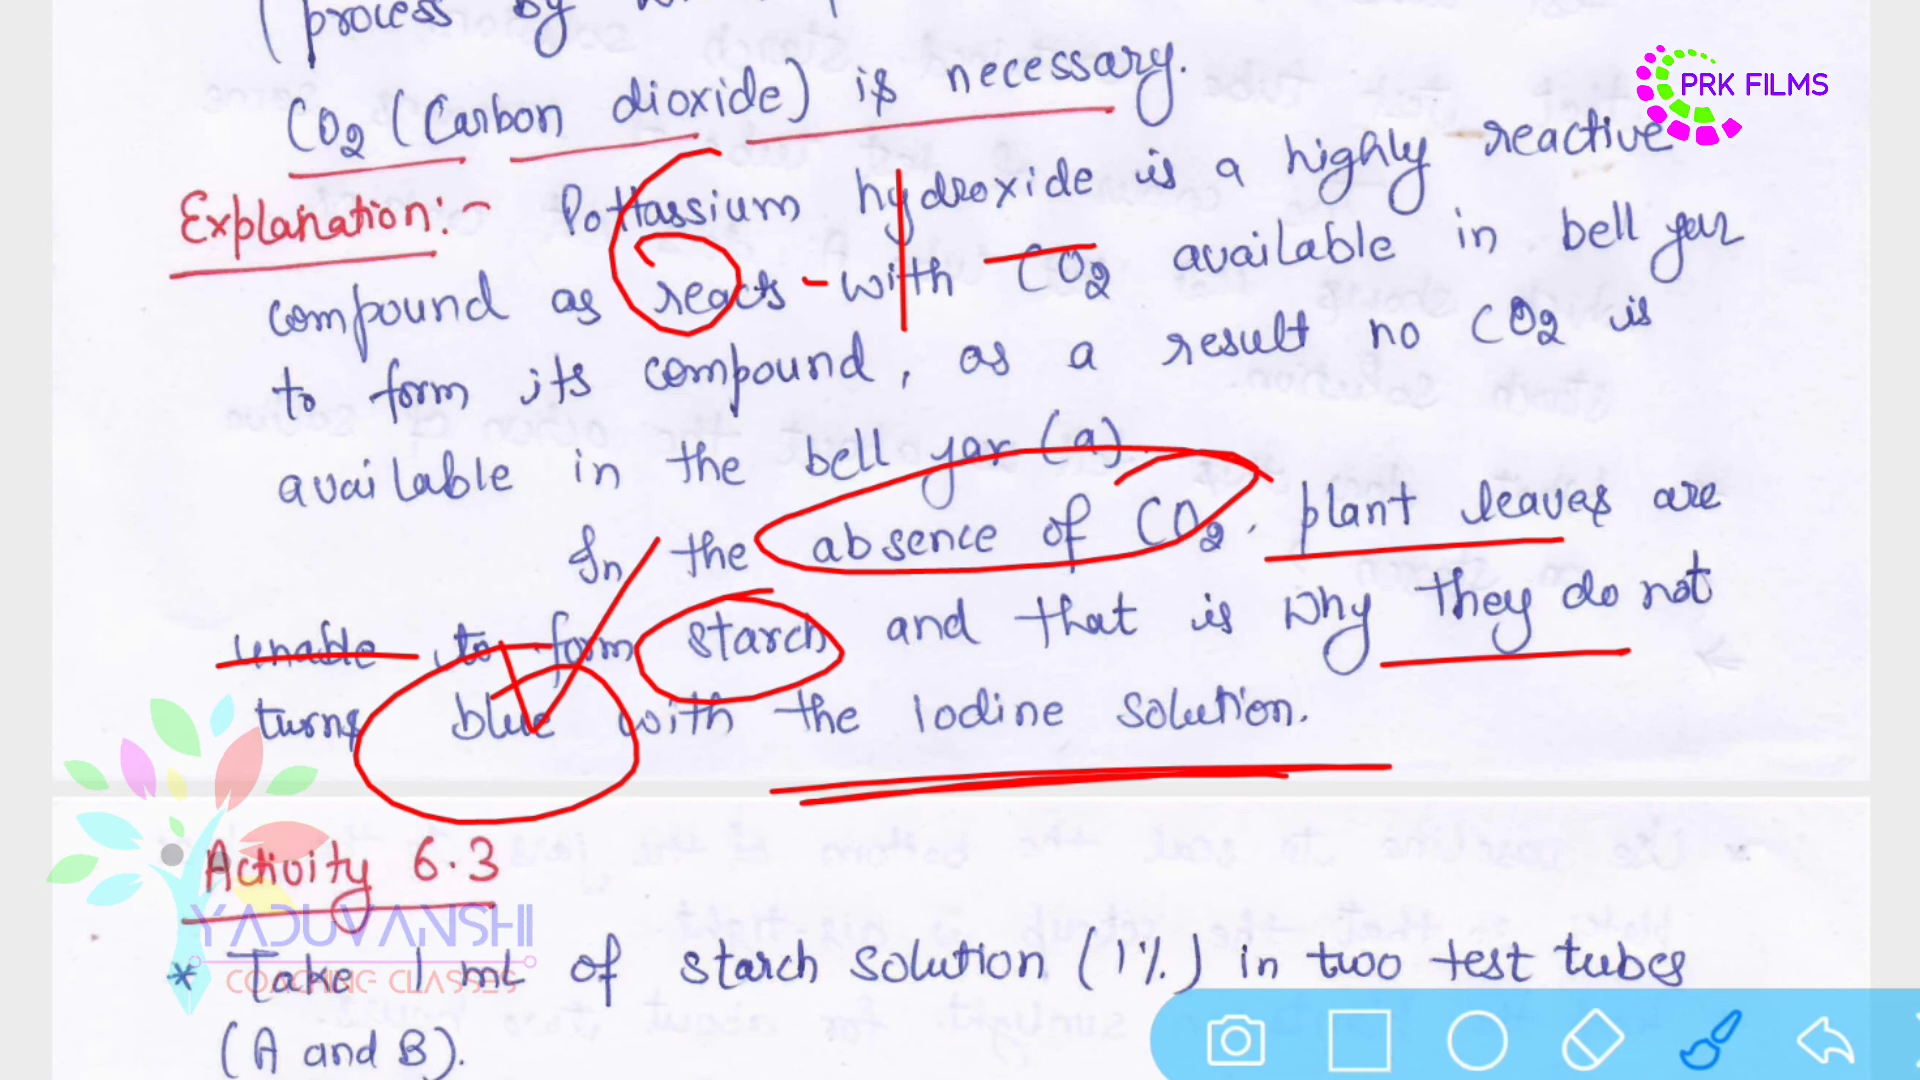 (process by
CO2 (Carbon dioxide) is necessary.
PRK FILMS
Explanation:- Pottassium hydroxide is a highly reactive
compound as reacts with CO2 available in bell yar
to form its compound, as a result no CO2 is
available in the bell yar (a)
In the absence of CO2. plant leaves are
unable to form starch and that is why they do not
turns blue with the Iodine solution.
Activity 6.3
YADUVANSHI
* Take 1 mL of starch solution (1%) in two test tubes
COACHING CLASSES
(A and B).